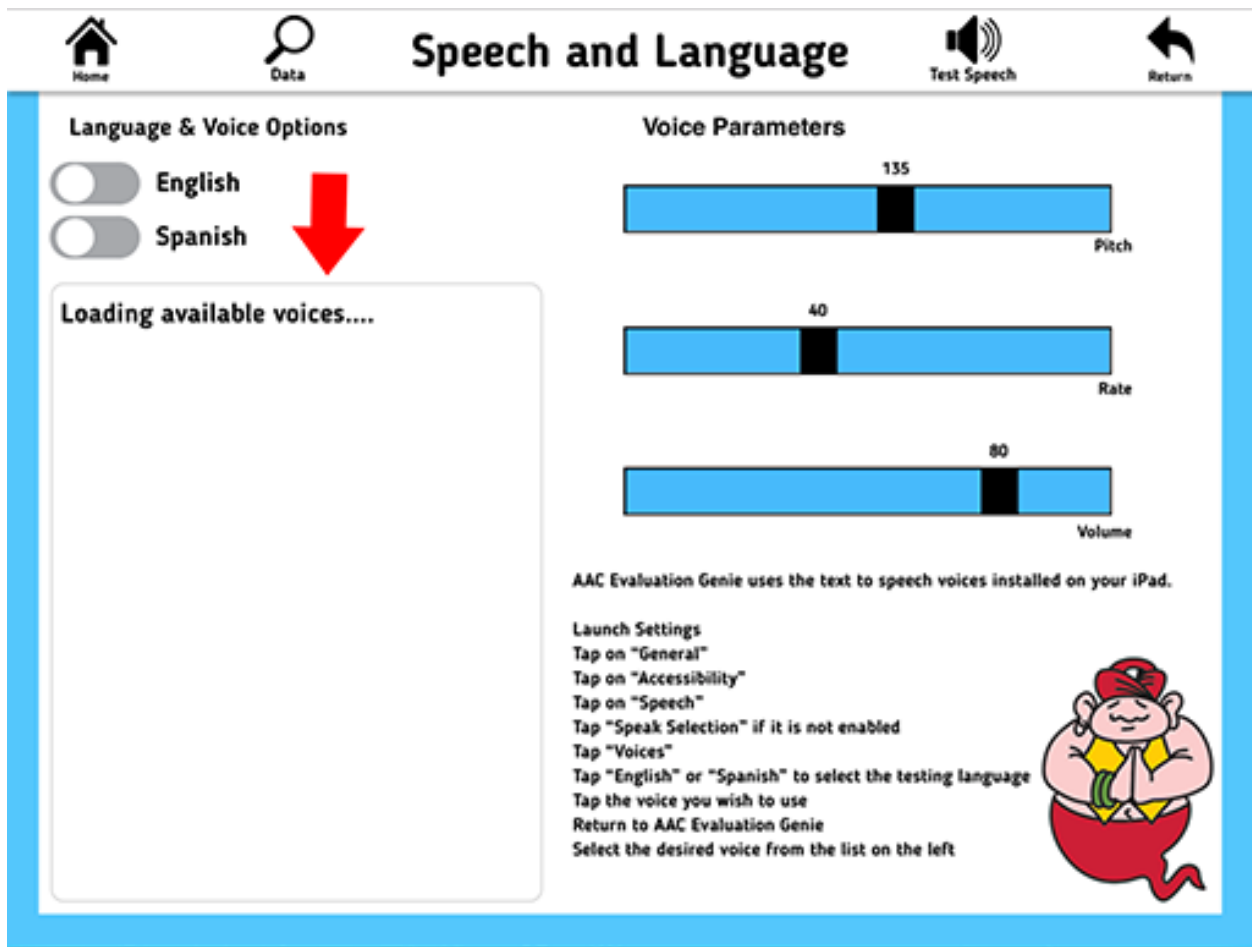 Speech and Language
Home
Data
Test Speech
Return
Language & Voice Options
English
Spanish
Loading available voices....
Voice Parameters
135
Pitch
40
Rate
80
Volume
AAC Evaluation Genie uses the text to speech voices installed on your iPad.
Launch Settings
Tap on "General"
Tap on "Accessibility"
Tap on "Speech"
Tap "Speak Selection" if it is not enabled
Tap "Voices"
Tap "English" or "Spanish" to select the testing language
Tap the voice you wish to use
Return to AAC Evaluation Genie
Select the desired voice from the list on the left